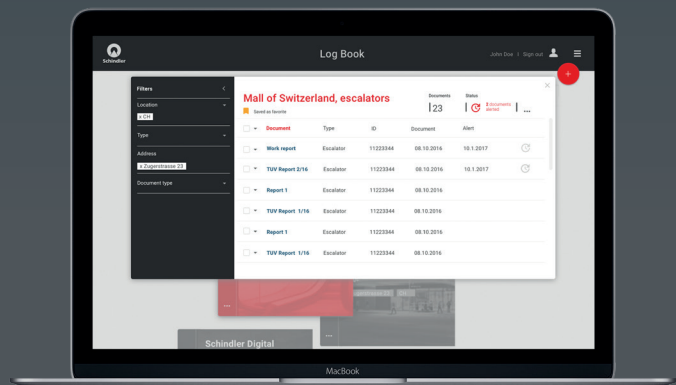 Schindler
Log Book
John Doe | Sign out
+
Filters
Location
x CH
Type
Address
x Zugerstrasse 23
Document type
Mall of Switzerland, escalators
Saved as favorite
Documents
23
Status
2 documents
alerted
...
Document Type ID Document Alert
Work report Escalator 11223344 08.10.2016 10.1.2017
TUV Report 2/16 Escalator 11223344 08.10.2016 10.1.2017
Report 1 Escalator 11223344 08.10.2016
TUV Report 1/16 Escalator 11223344 08.10.2016
Raport 1 Escalator 11223344 08.10.2016
TUV Report 1/16 Escalator 11223344 08.10.2016
...
...
Schindler Digital
MacBook